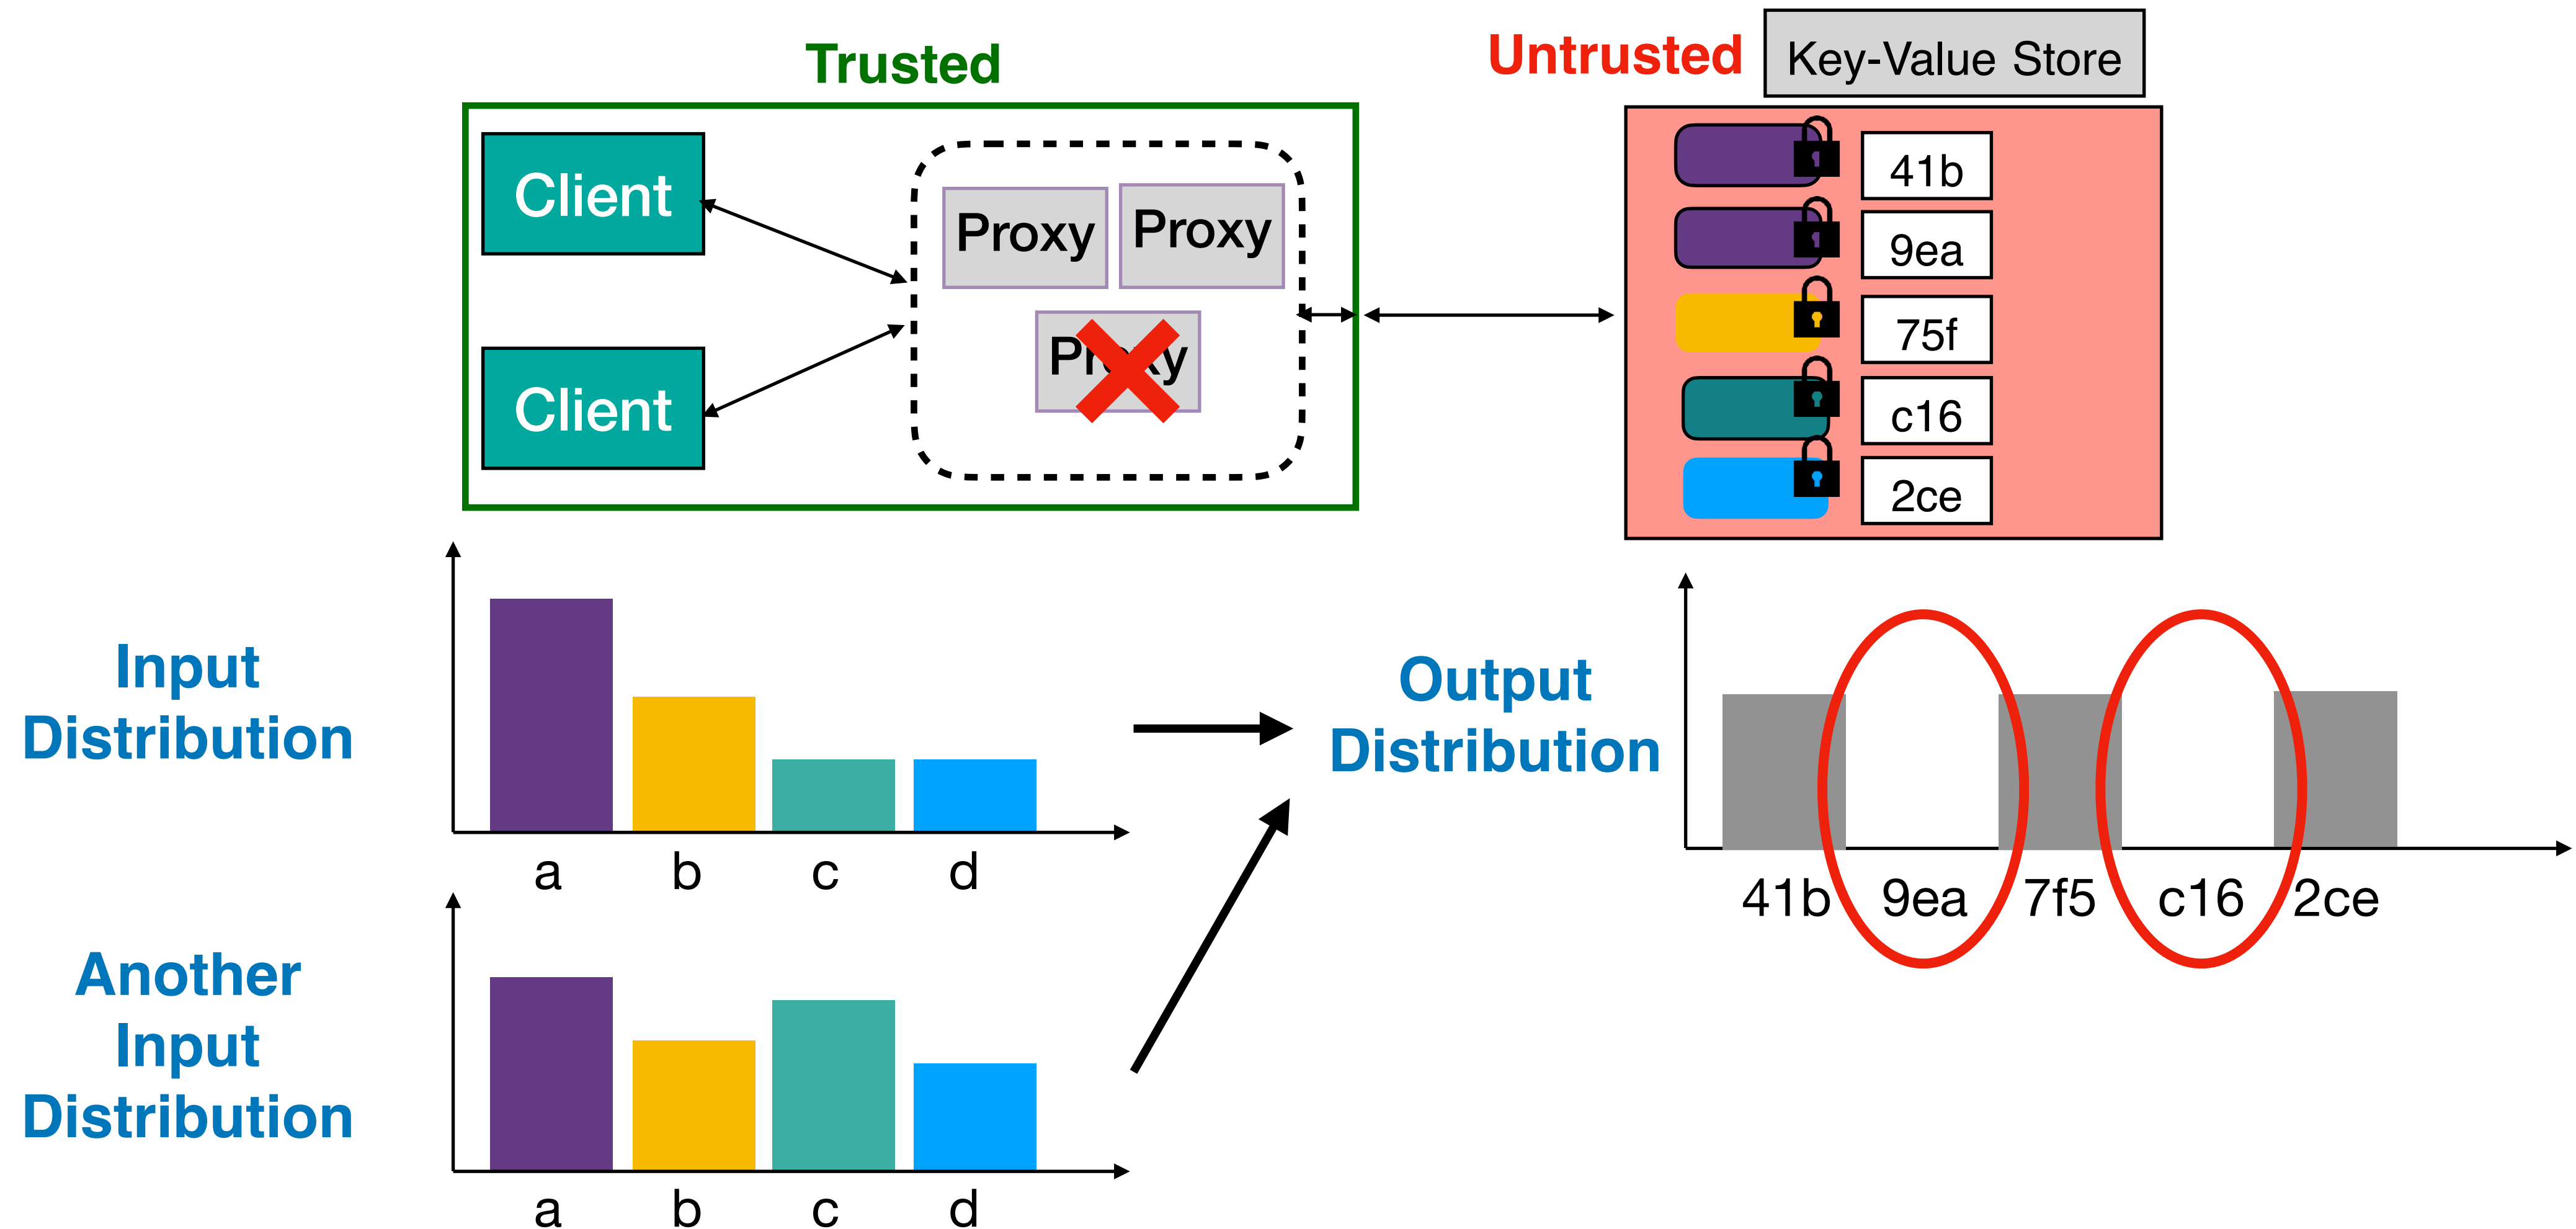 Trusted
Untrusted
Key-Value Store
Client
Client
Proxy
Proxy
Proxy
41b
9ea
75f
c16
2ce
Input
Distribution
a b c d
Another
Input
Distribution
a b c d
Output
Distribution
41b 9ea 7f5 c16 2ce